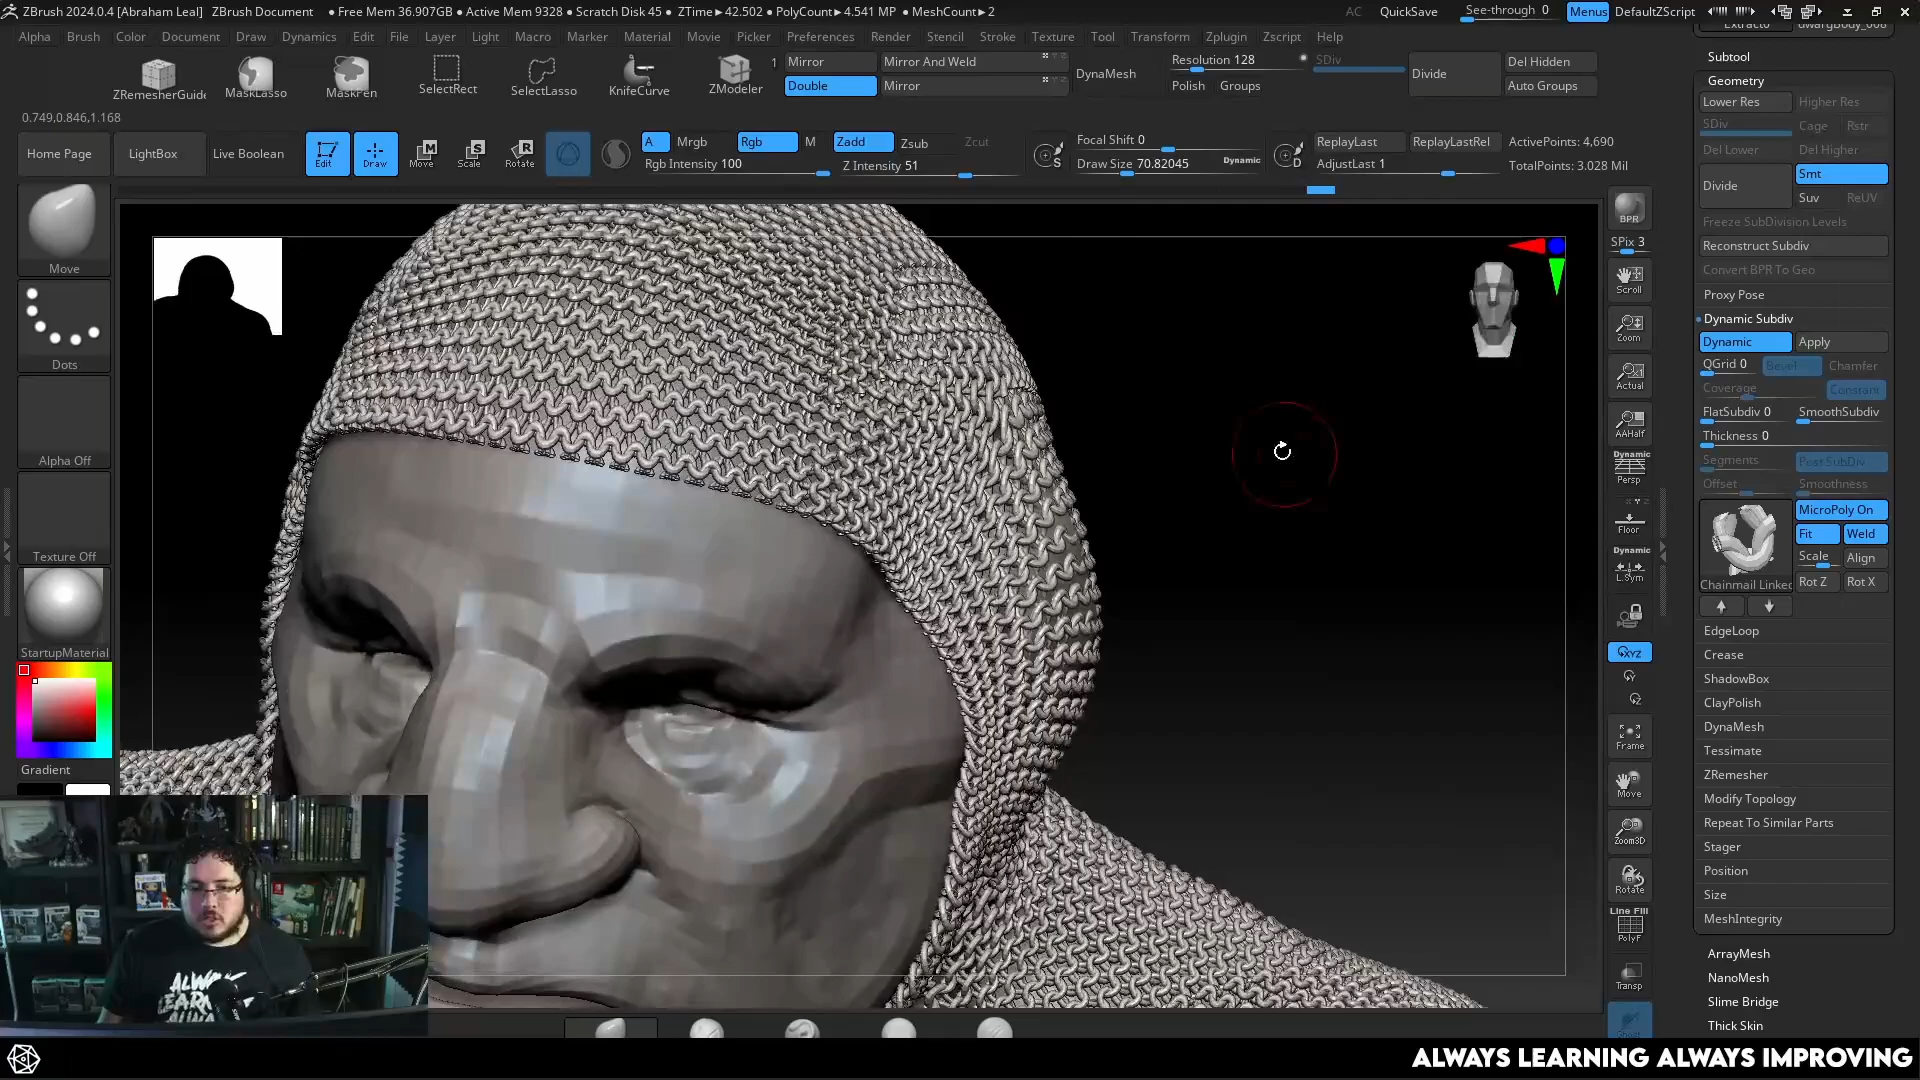 ZBrush 2024.0.4 [Abraham Leal] ZBrush Document • Free Mem 36.907GB • Active Mem 9328 • Scratch Disk 45 • ZTime▸42.502 • PolyCount▸4.541 MP • MeshCount▸2
AC QuickSave See-through 0 Menus DefaultZScript
Alpha Brush Color Document Draw Dynamics Edit File Layer Light Macro Marker Material Movie Picker Preferences Render Stencil Stroke Texture Tool Transform Zplugin Zscript Help
ZRemesherGuide MaskLasso MaskPen SelectRect SelectLasso KnifeCurve ZModeler
1 Mirror Mirror And Weld
Double Mirror
DynaMesh Resolution 128 SDiv
Polish Groups
Divide Del Hidden
Auto Groups
0.749,0.846,1.168
Home Page LightBox Live Boolean Edit Draw Move Scale Rotate
A Mrgb Rgb M Zadd Zsub Zcut
Rgb Intensity 100 Z Intensity 51
S Focal Shift 0
Draw Size 70.82045 Dynamic
D ReplayLast ReplayLastRel
AdjustLast 1
ActivePoints: 4,690
TotalPoints: 3.028 Mil
Move
Dots
Alpha Off
Texture Off
StartupMaterial
Gradient
BPR
SPix 3
Scroll
Zoom
Actual
AAHalf
Dynamic
Persp
Floor
Dynamic
L.Sym
XYZ
Frame
Move
Zoom3D
Rotate
Line Fill
PolyF
Transp
Subtool
Geometry
Lower Res Higher Res
SDiv Cage Rstr
Del Lower Del Higher
Divide Smt
Suv ReUV
Freeze SubDivision Levels
Reconstruct Subdiv
Convert BPR To Geo
Proxy Pose
Dynamic Subdiv
Dynamic Apply
QGrid 0 Bevel Chamfer
Coverage Constant
FlatSubdiv 0 SmoothSubdiv
Thickness 0
Segments Post SubDiv
Offset Smoothness
MicroPoly On
Fit Weld
Scale Align
Chainmail Linked Rot Z Rot X
EdgeLoop
Crease
ShadowBox
ClayPolish
DynaMesh
Tessimate
ZRemesher
Modify Topology
Repeat To Similar Parts
Stager
Position
Size
MeshIntegrity
ArrayMesh
NanoMesh
Slime Bridge
Thick Skin
ALWAYS LEARNING ALWAYS IMPROVING